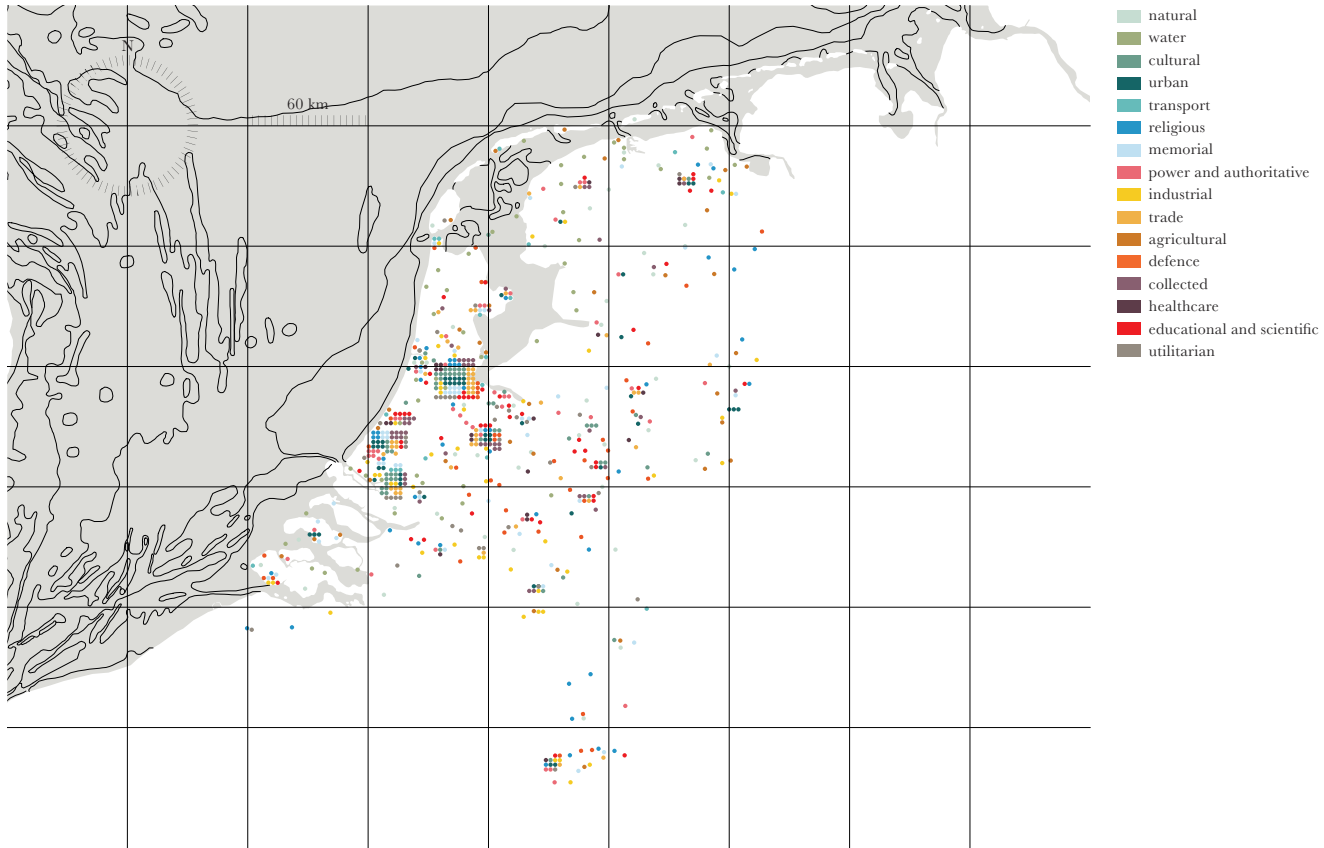 N
60 km
natural
water
cultural
urban
transport
religious
memorial
power and authoritative
industrial
trade
agricultural
defence
collected
healthcare
educational and scientific
utilitarian